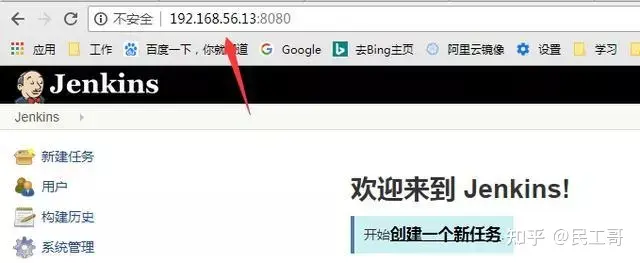 不安全 | 192.168.56.13:8080
应用 工作 百度一下，你就知道 Google 去Bing主页 阿里云镜像 设置 学习
Jenkins
Jenkins
新建任务
用户
构建历史
系统管理
欢迎来到 Jenkins!
开始创建一个新任务.
知乎 @民工哥